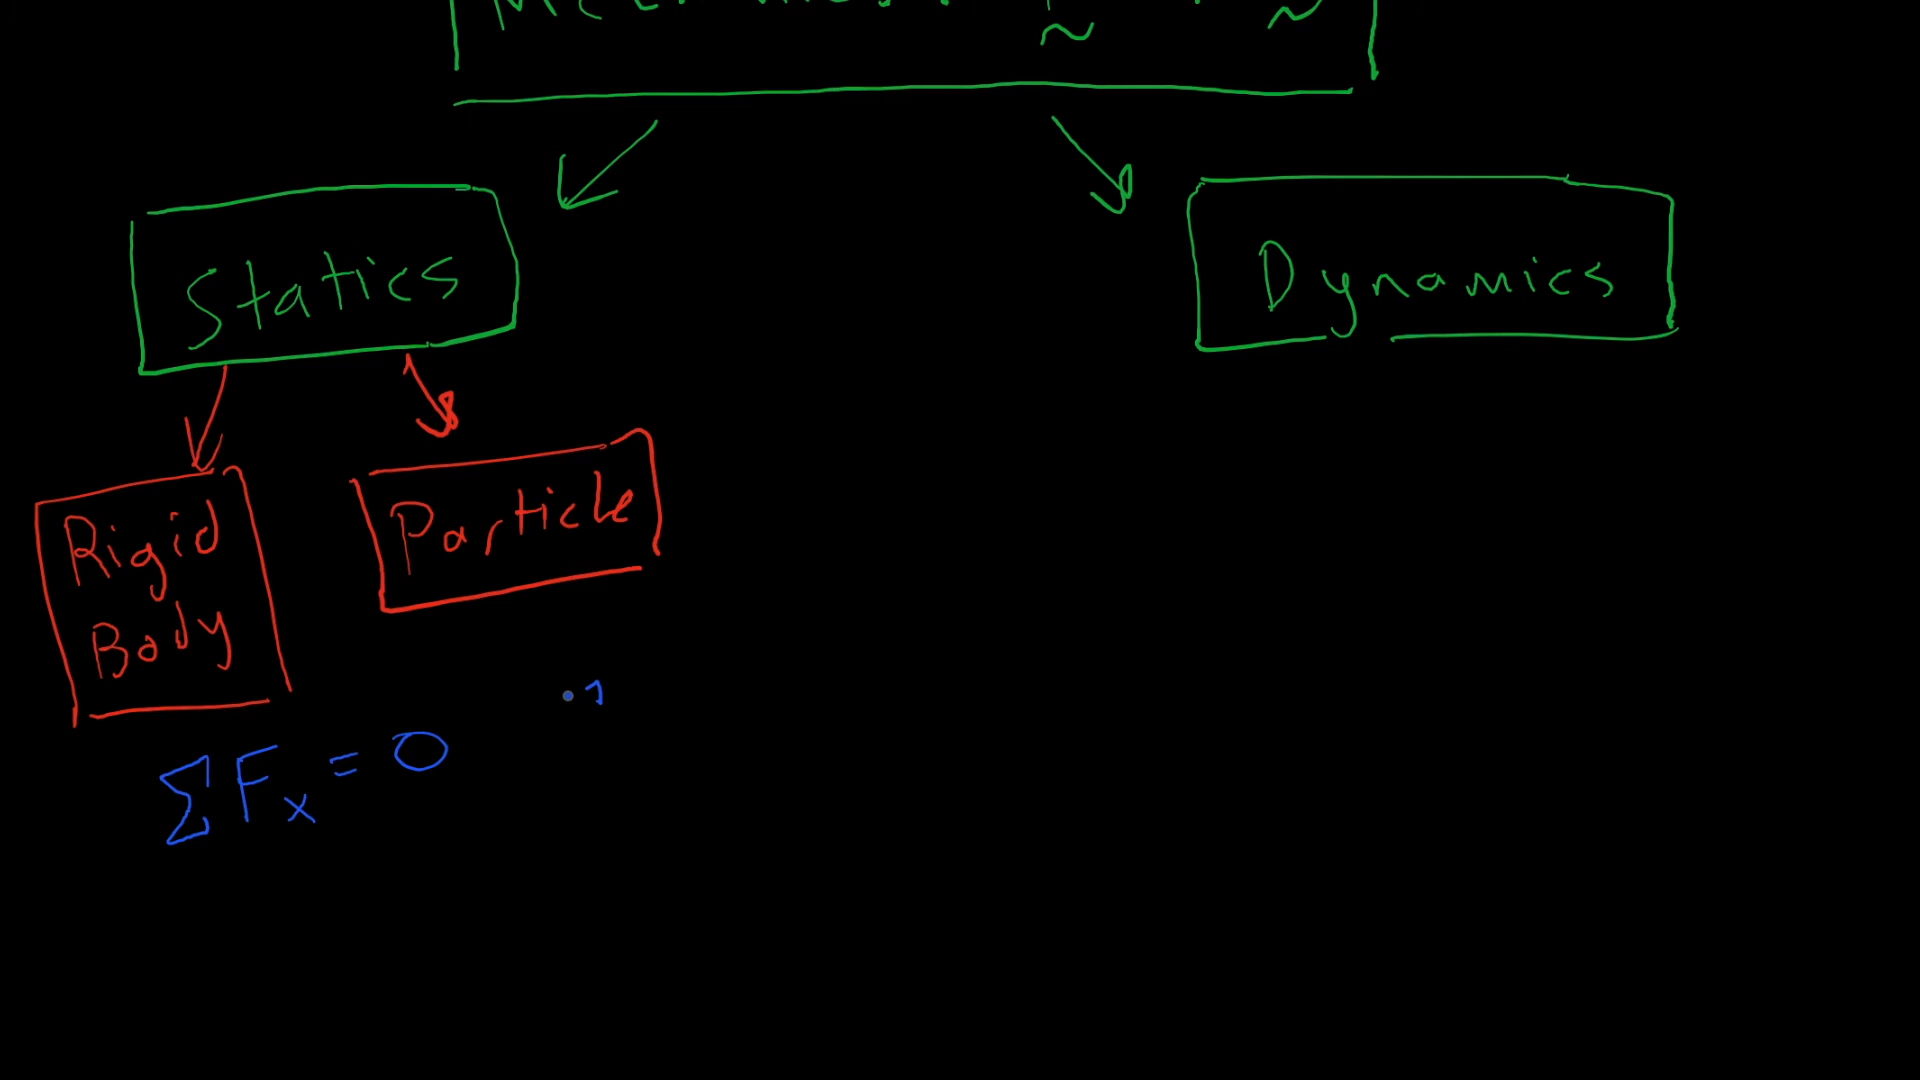 Statics
Dynamics
Particle
Rigid
Body
ΣFx = 0